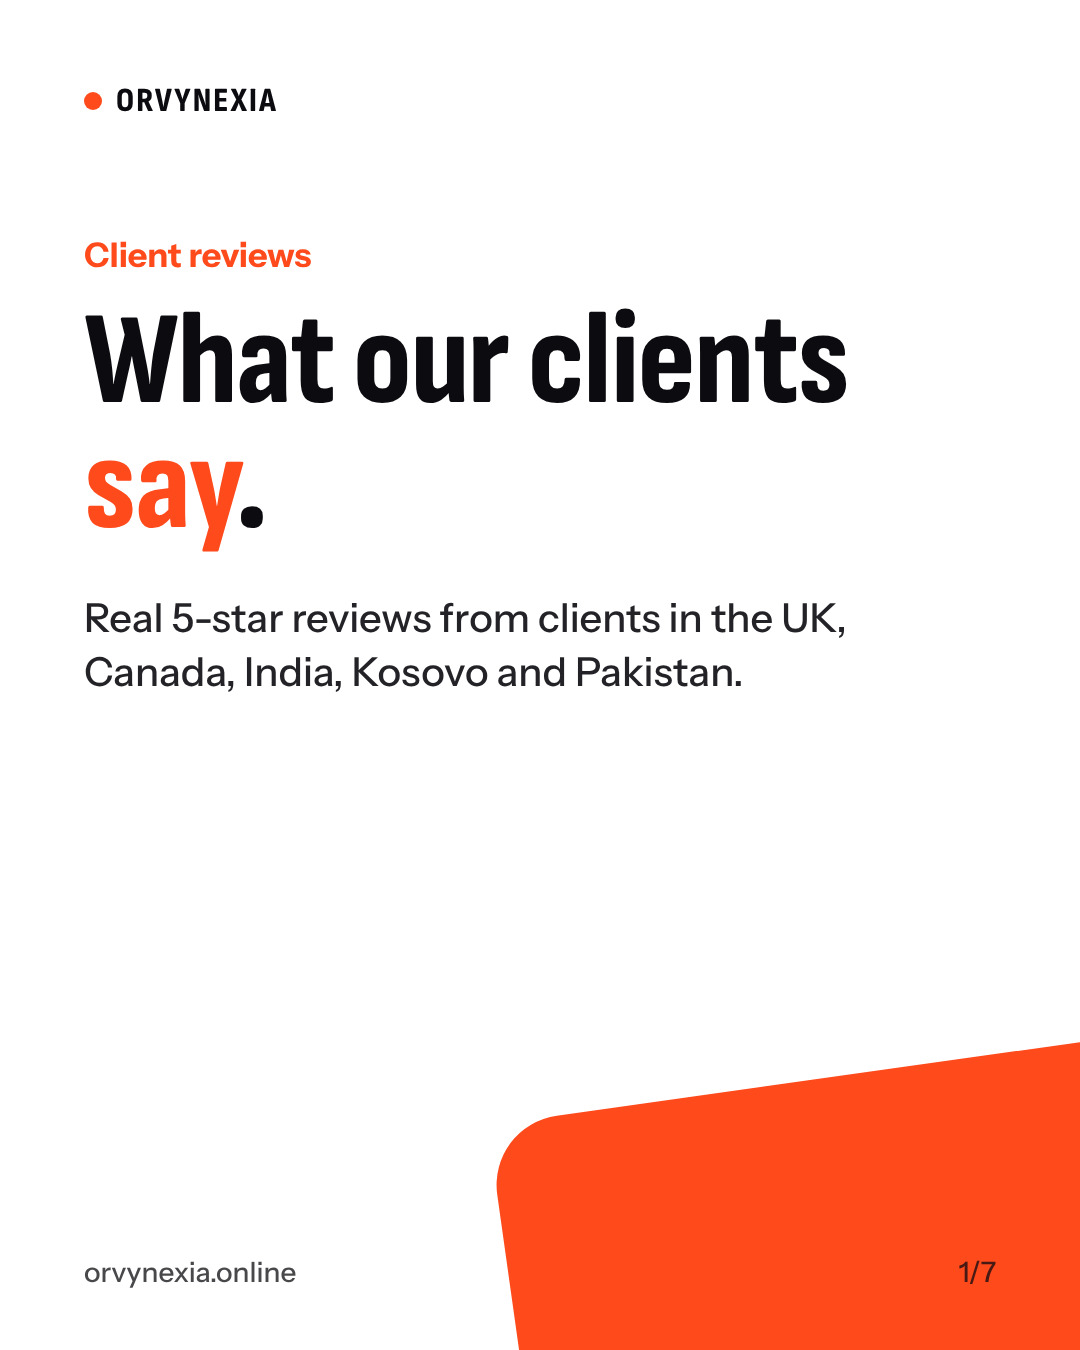 ORVYNEXIA
Client reviews
What our clients
say.
Real 5-star reviews from clients in the UK,
Canada, India, Kosovo and Pakistan.
orvynexia.online
1/7